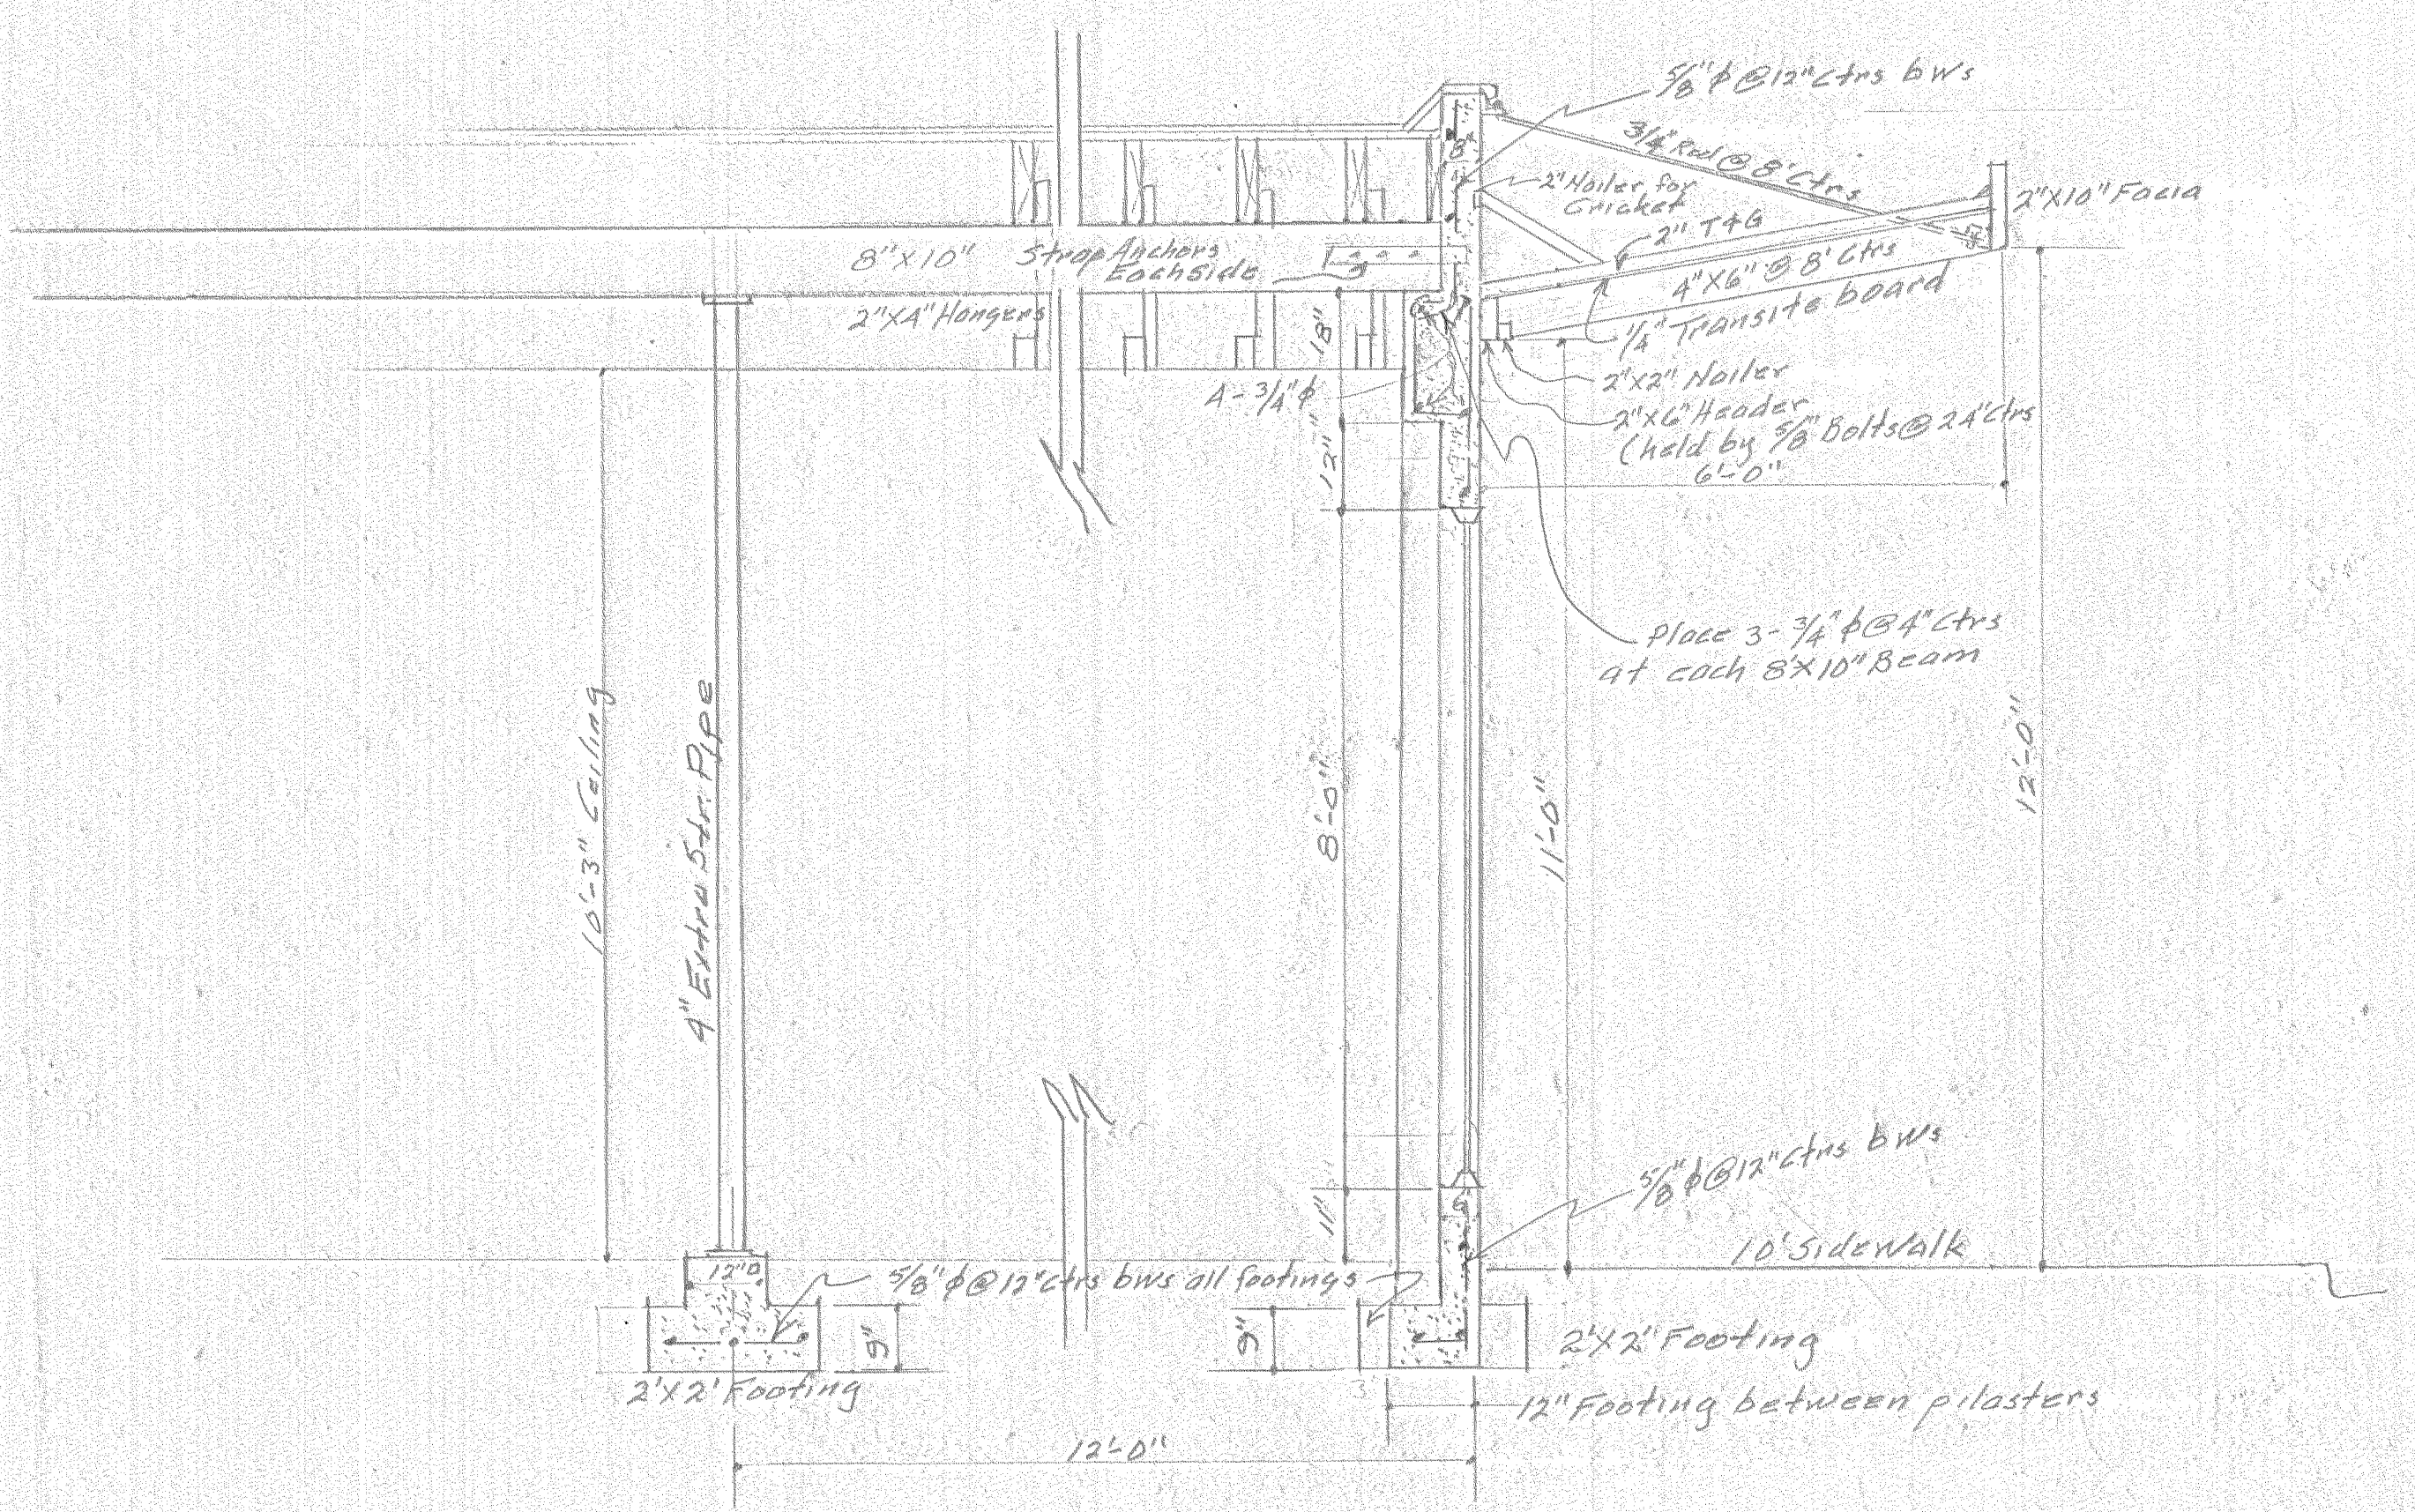 5/8" ϕ @ 12" Ctrs bws
3/4" Rod @ 8' Ctrs
8"
2" Nailer for
Cricket
2"X10" Facia
2" T&G
8"X10"
Strap Anchors
Each Side
4"X6" @ 8' Ctrs
2"X4" Hangers
18"
1/4" Transite board
2"X2" Nailer
4-3/4" ϕ
2"X6" Header
(held by 5/8" Bolts @ 24" Ctrs
12"
6'-0"
Place 3-3/4" ϕ @ 4" Ctrs
at each 8'X10" Beam
10'-3" Ceiling
4" Extra Str. Pipe
8'-0"
11'-0"
12'-0"
5/8" ϕ @ 12" Ctrs bws
6"
11"
10' Sidewalk
12"
5/8" ϕ @ 12" Ctrs bws all footings
9"
9"
2'X2' Footing
2'X2" Footing
12" Footing between pilasters
12'-0"